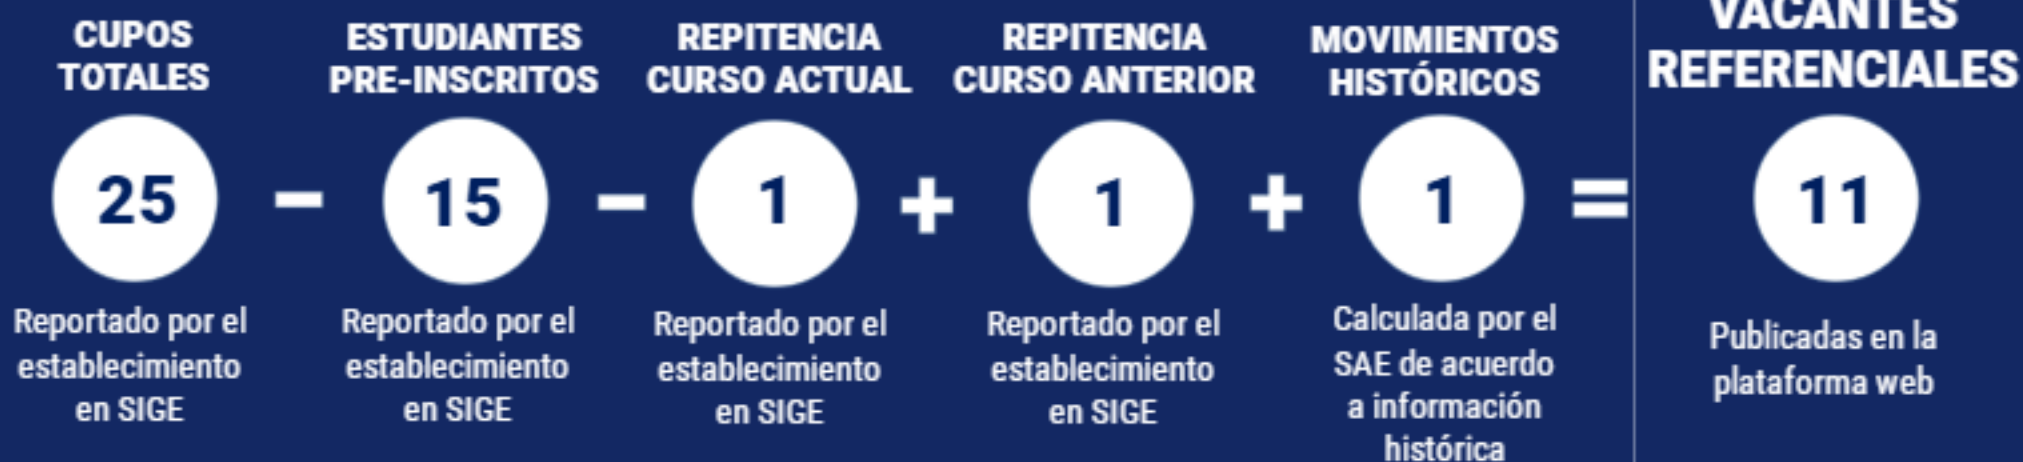 CUPOS
TOTALES
25
Reportado por el
establecimiento
en SIGE
−
ESTUDIANTES
PRE-INSCRITOS
15
Reportado por el
establecimiento
en SIGE
−
REPITENCIA
CURSO ACTUAL
1
Reportado por el
establecimiento
en SIGE
+
REPITENCIA
CURSO ANTERIOR
1
Reportado por el
establecimiento
en SIGE
+
MOVIMIENTOS
HISTÓRICOS
1
Calculada por el
SAE de acuerdo
a información
histórica
=
VACANTES
REFERENCIALES
11
Publicadas en la
plataforma web